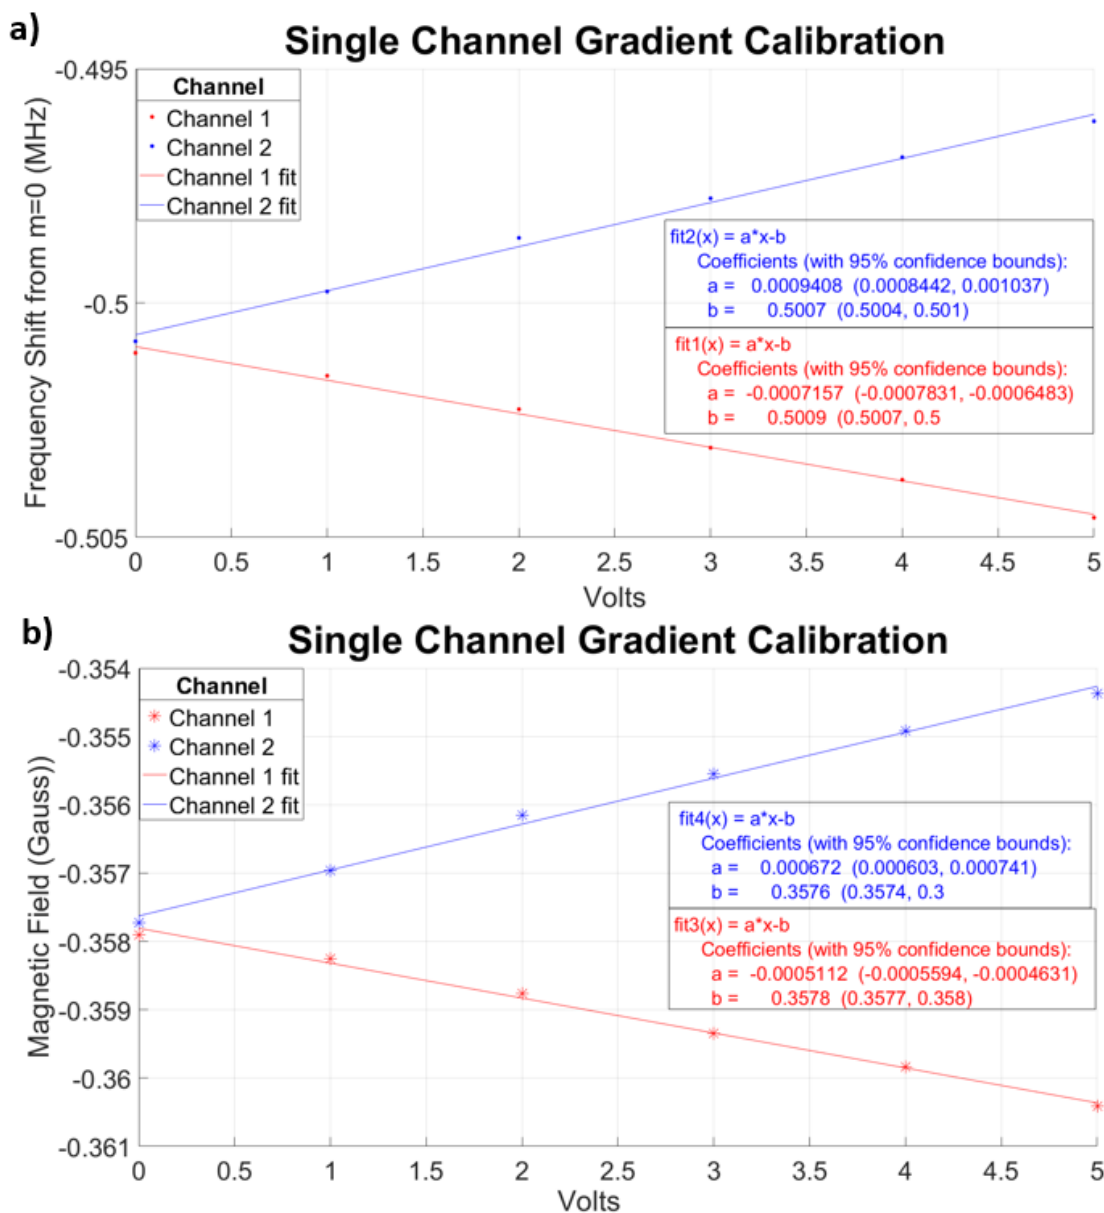 a)
Single Channel Gradient Calibration
Frequency Shift from m=0 (MHz)
-0.495
-0.5
-0.505
Channel
Channel 1
Channel 2
Channel 1 fit
Channel 2 fit
fit2(x) = a*x-b
Coefficients (with 95% confidence bounds):
a = 0.0009408 (0.0008442, 0.001037)
b = 0.5007 (0.5004, 0.501)
fit1(x) = a*x-b
Coefficients (with 95% confidence bounds):
a = -0.0007157 (-0.0007831, -0.0006483)
b = 0.5009 (0.5007, 0.5
0 0.5 1 1.5 2 2.5 3 3.5 4 4.5 5
Volts
b)
Single Channel Gradient Calibration
Magnetic Field (Gauss))
-0.354
-0.355
-0.356
-0.357
-0.358
-0.359
-0.36
-0.361
Channel
Channel 1
Channel 2
Channel 1 fit
Channel 2 fit
fit4(x) = a*x-b
Coefficients (with 95% confidence bounds):
a = 0.000672 (0.000603, 0.000741)
b = 0.3576 (0.3574, 0.3
fit3(x) = a*x-b
Coefficients (with 95% confidence bounds):
a = -0.0005112 (-0.0005594, -0.0004631)
b = 0.3578 (0.3577, 0.358)
0 0.5 1 1.5 2 2.5 3 3.5 4 4.5 5
Volts